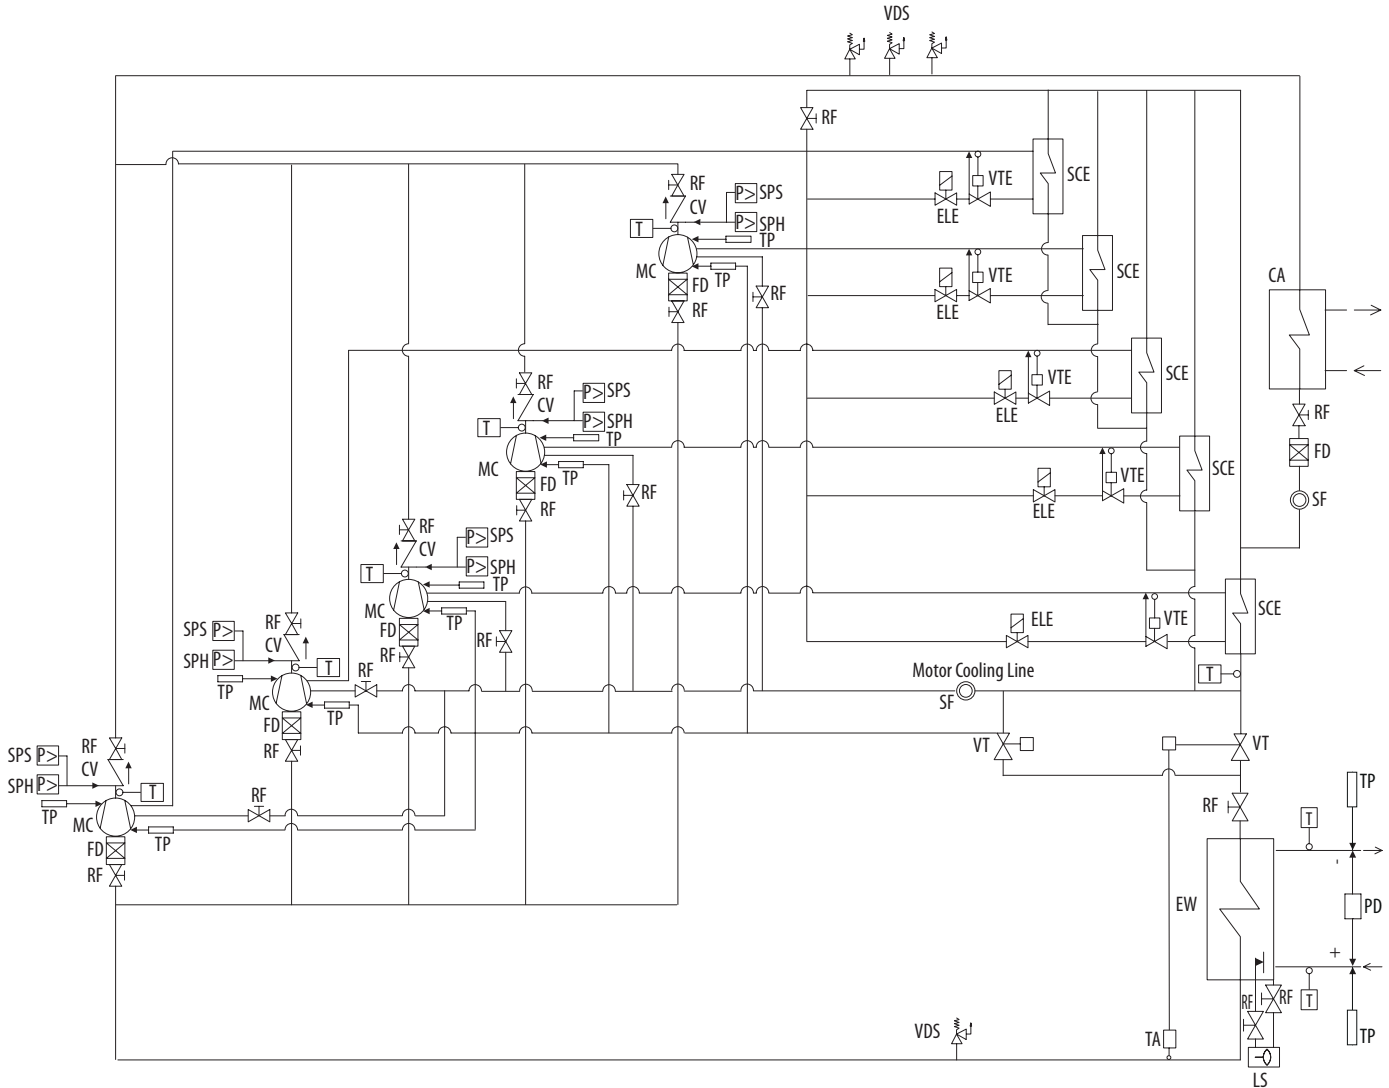 VDS
RF
RF
CV
P>
SPS
P>
SPH
T
TP
MC
FD
TP
RF
RF
ELE
VTE
SCE
ELE
VTE
SCE
CA
RF
CV
P>
SPS
P>
SPH
T
TP
MC
FD
TP
RF
RF
ELE
VTE
SCE
RF
FD
SF
ELE
VTE
SCE
RF
CV
P>
SPS
P>
SPH
T
TP
MC
FD
TP
RF
RF
ELE
VTE
SCE
T
SPS
P>
SPH
P>
RF
CV
T
TP
MC
RF
FD
TP
RF
Motor Cooling Line
SF
VT
VT
SPS
P>
SPH
P>
RF
CV
T
TP
MC
RF
FD
TP
RF
RF
T
TP
-
EW
PD
+
T
RF
RF
TP
VDS
TA
LS